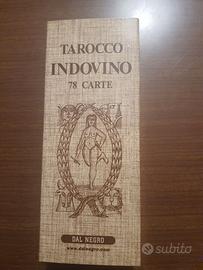 TAROCCO
INDOVINO
78 CARTE
DAL NEGRO
www.dalnegro.com
subito